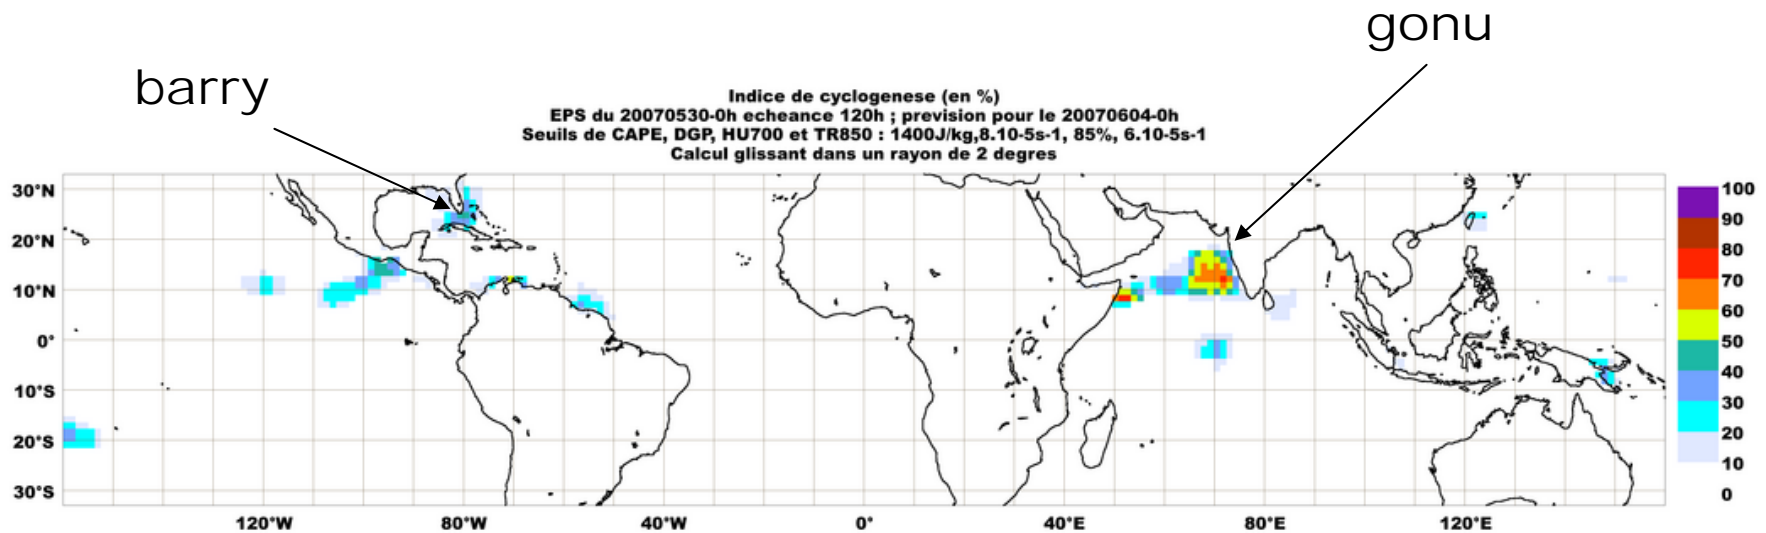 gonu
barry
Indice de cyclogenese (en %)
EPS du 20070530-0h echeance 120h ; prevision pour le 20070604-0h
Seuils de CAPE, DGP, HU700 et TR850 : 1400J/kg,8.10-5s-1, 85%, 6.10-5s-1
Calcul glissant dans un rayon de 2 degres
30°N
20°N
10°N
0°
10°S
20°S
30°S
120°W 80°W 40°W 0° 40°E 80°E 120°E
100
90
80
70
60
50
40
30
20
10
0